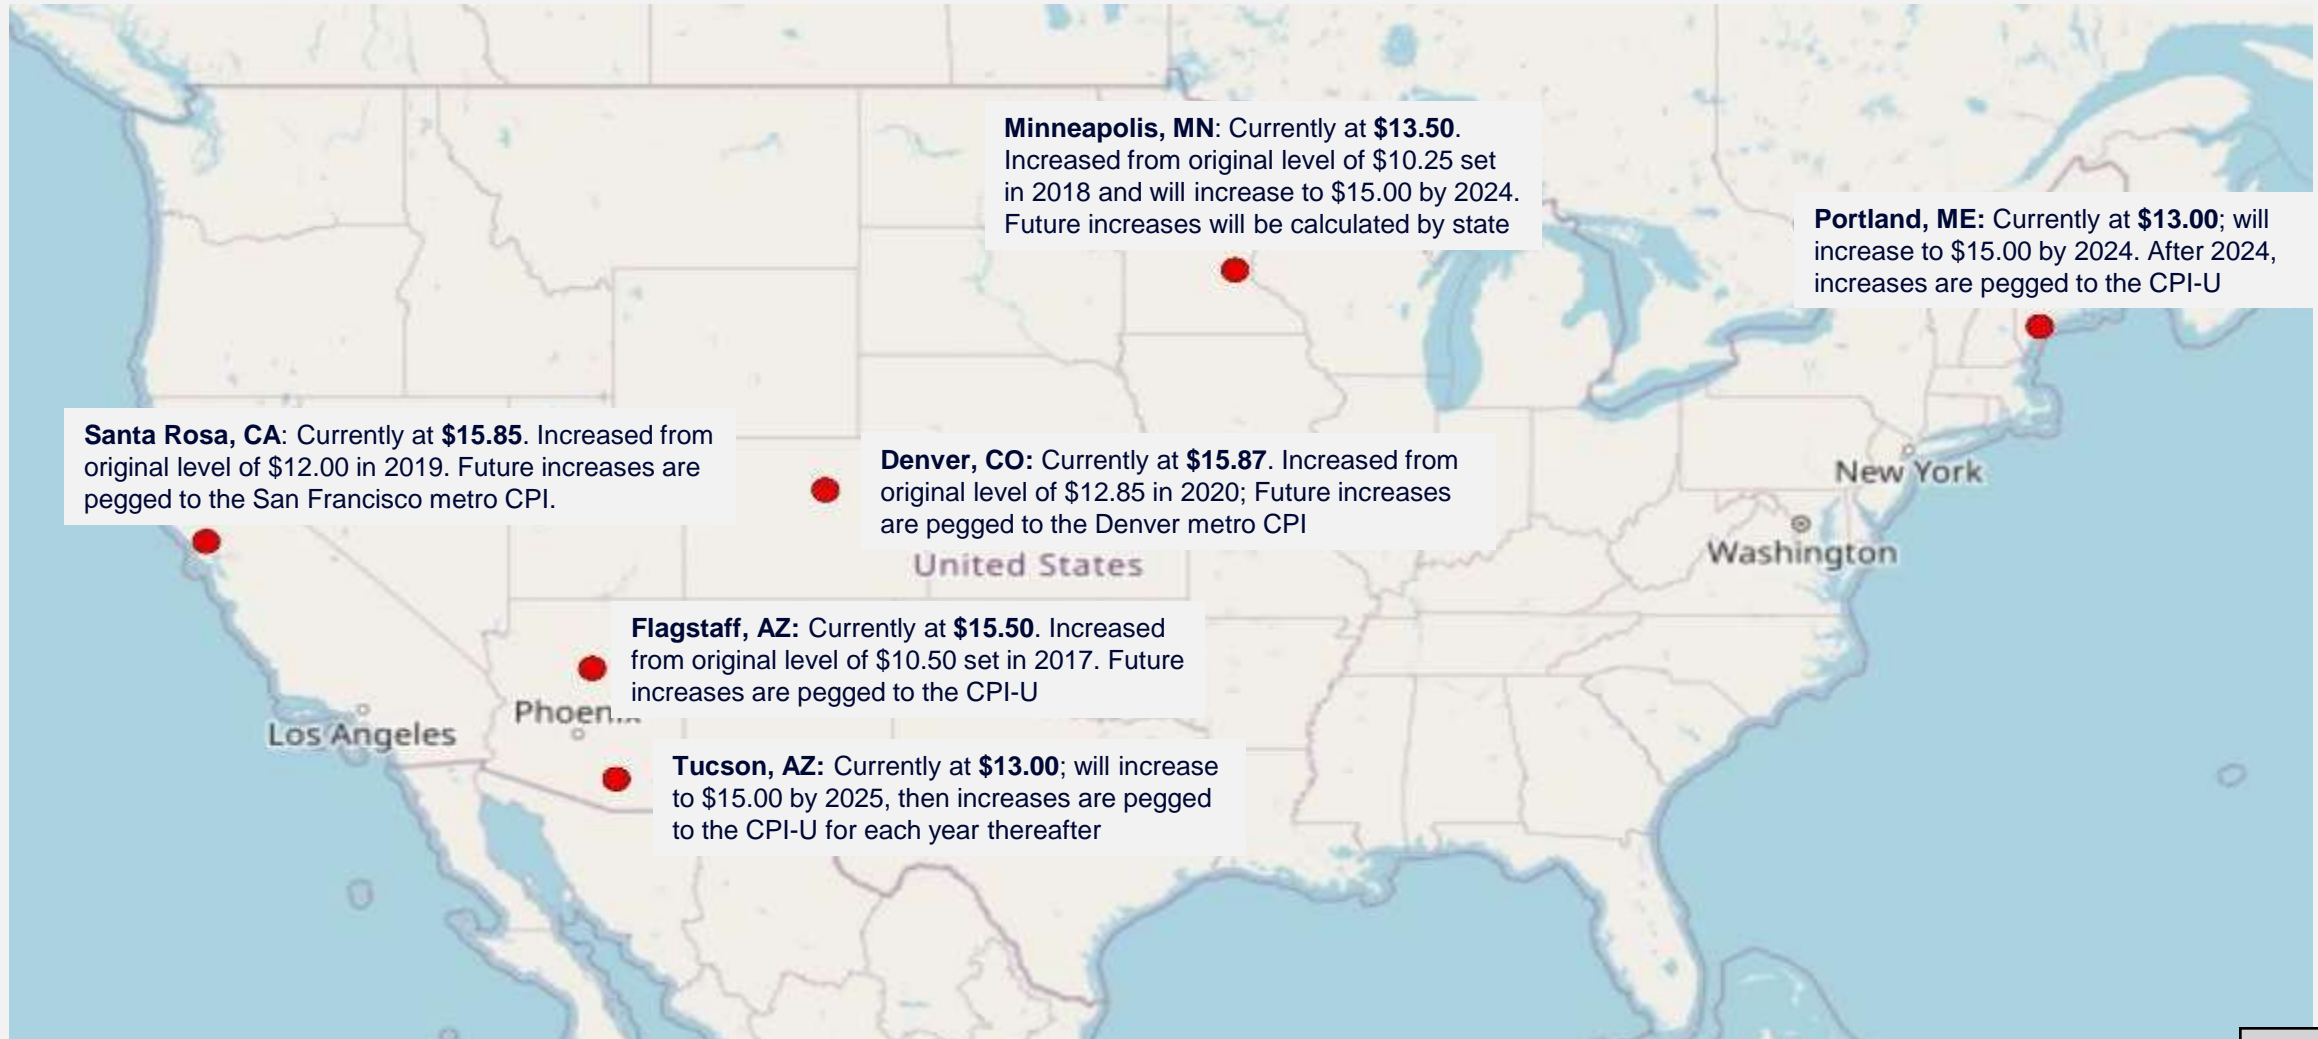 Minneapolis, MN: Currently at $13.50.
Increased from original level of $10.25 set
in 2018 and will increase to $15.00 by 2024.
Future increases will be calculated by state
Portland, ME: Currently at $13.00; will
increase to $15.00 by 2024. After 2024,
increases are pegged to the CPI-U
Santa Rosa, CA: Currently at $15.85. Increased from
original level of $12.00 in 2019. Future increases are
pegged to the San Francisco metro CPI.
Denver, CO: Currently at $15.87. Increased from
original level of $12.85 in 2020; Future increases
are pegged to the Denver metro CPI
New York
Washington
United States
Flagstaff, AZ: Currently at $15.50. Increased
from original level of $10.50 set in 2017. Future
increases are pegged to the CPI-U
Phoenix
Los Angeles
Tucson, AZ: Currently at $13.00; will increase
to $15.00 by 2025, then increases are pegged
to the CPI-U for each year thereafter